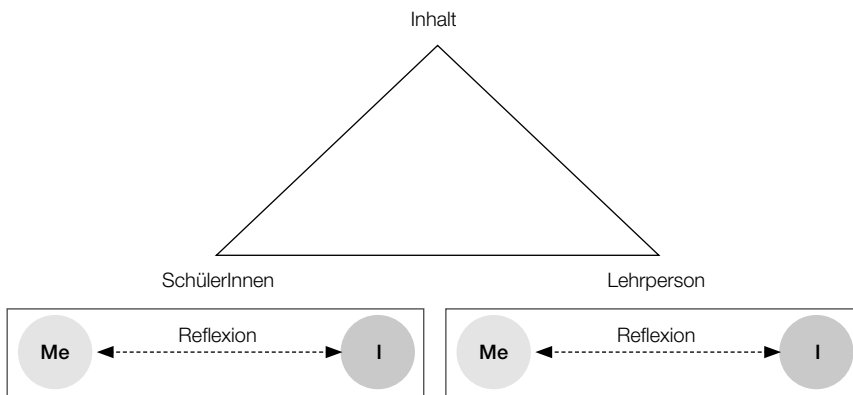 Inhalt
SchülerInnen
Lehrperson
Me
Reflexion
I
Me
Reflexion
I